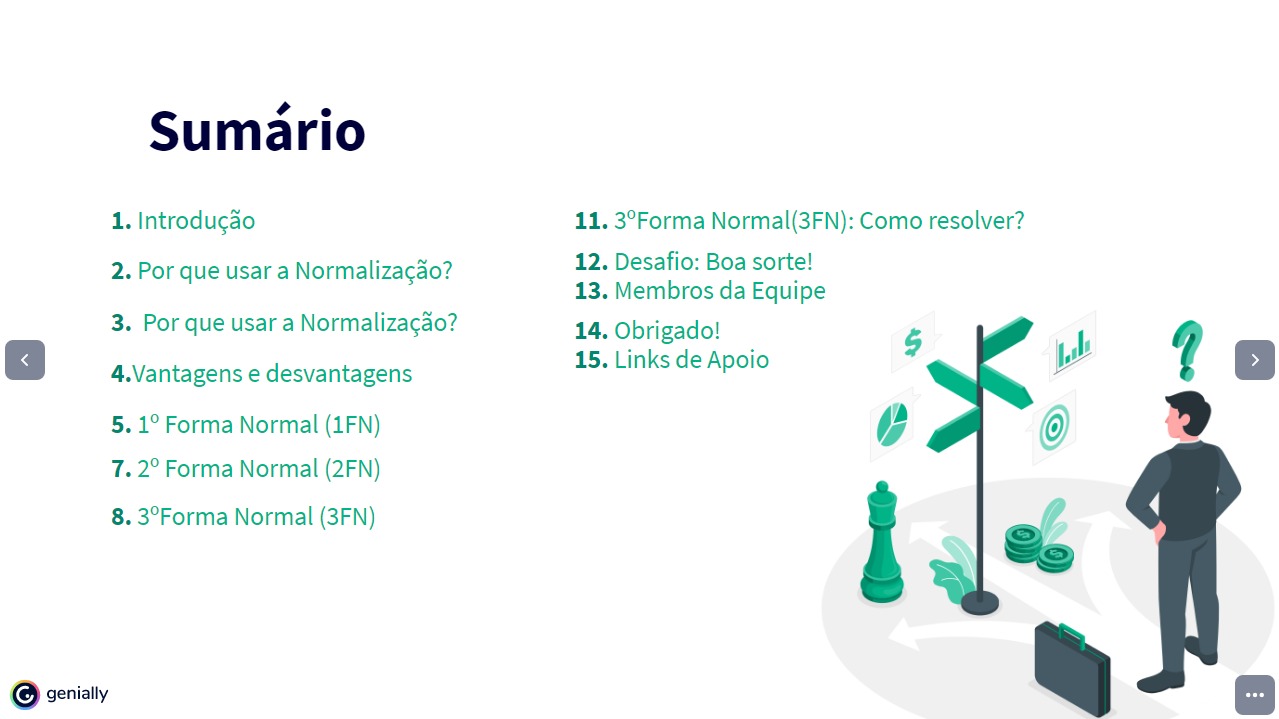 Sumário
1. Introdução
2. Por que usar a Normalização?
3. Por que usar a Normalização?
4.Vantagens e desvantagens
5. 1º Forma Normal (1FN)
7. 2º Forma Normal (2FN)
8. 3ºForma Normal (3FN)
11. 3ºForma Normal(3FN): Como resolver?
12. Desafio: Boa sorte!
13. Membros da Equipe
14. Obrigado!
15. Links de Apoio
$
?
$
$
genially